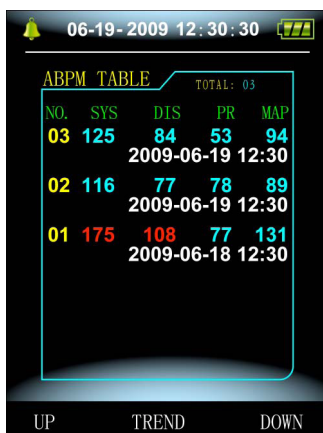 06-19-2009 12:30:30
ABPM TABLE TOTAL: 03
NO. SYS DIS PR MAP
03 125 84 53 94
2009-06-19 12:30
02 116 77 78 89
2009-06-19 12:30
01 175 108 77 131
2009-06-18 12:30
UP TREND DOWN